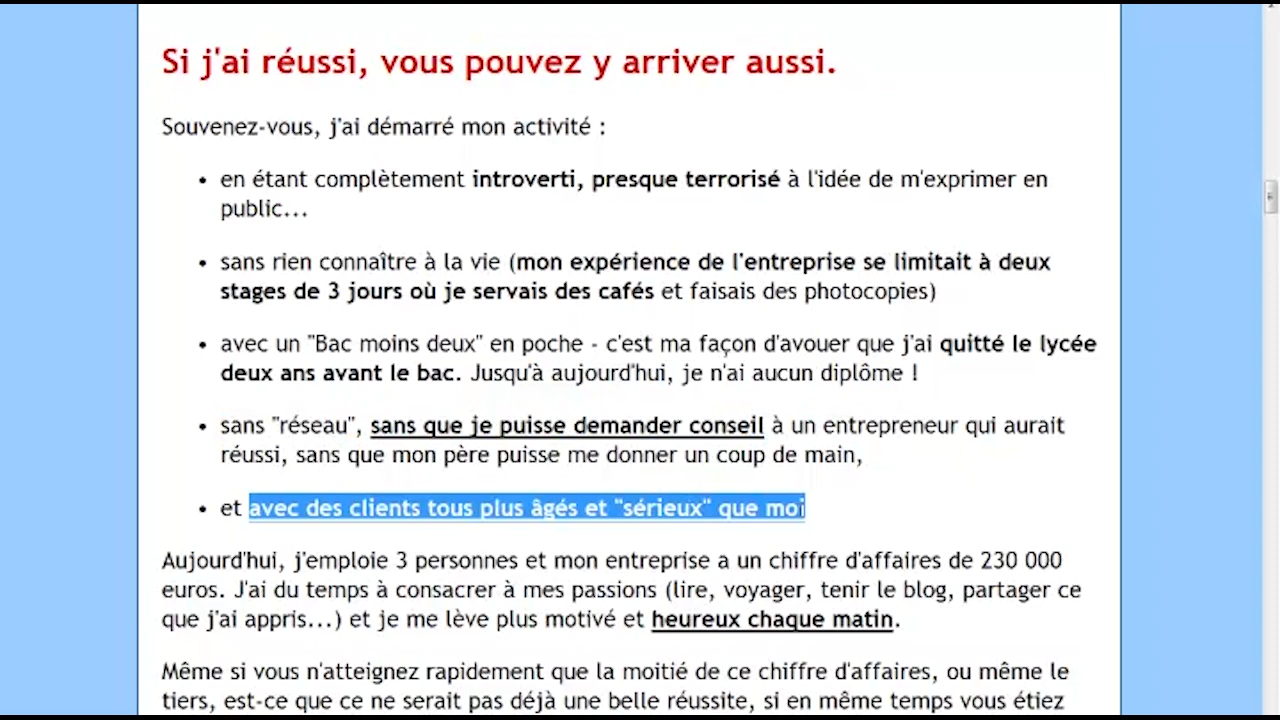 Si j'ai réussi, vous pouvez y arriver aussi.
Souvenez-vous, j'ai démarré mon activité :
• en étant complètement introverti, presque terrorisé à l'idée de m'exprimer en
public...
• sans rien connaître à la vie (mon expérience de l'entreprise se limitait à deux
stages de 3 jours où je servais des cafés et faisais des photocopies)
• avec un "Bac moins deux" en poche - c'est ma façon d'avouer que j'ai quitté le lycée
deux ans avant le bac. Jusqu'à aujourd'hui, je n'ai aucun diplôme !
• sans "réseau", sans que je puisse demander conseil à un entrepreneur qui aurait
réussi, sans que mon père puisse me donner un coup de main,
• et avec des clients tous plus âgés et "sérieux" que moi
Aujourd'hui, j'emploie 3 personnes et mon entreprise a un chiffre d'affaires de 230 000
euros. J'ai du temps à consacrer à mes passions (lire, voyager, tenir le blog, partager ce
que j'ai appris...) et je me lève plus motivé et heureux chaque matin.
Même si vous n'atteignez rapidement que la moitié de ce chiffre d'affaires, ou même le
tiers, est-ce que ce ne serait pas déjà une belle réussite, si en même temps vous étiez